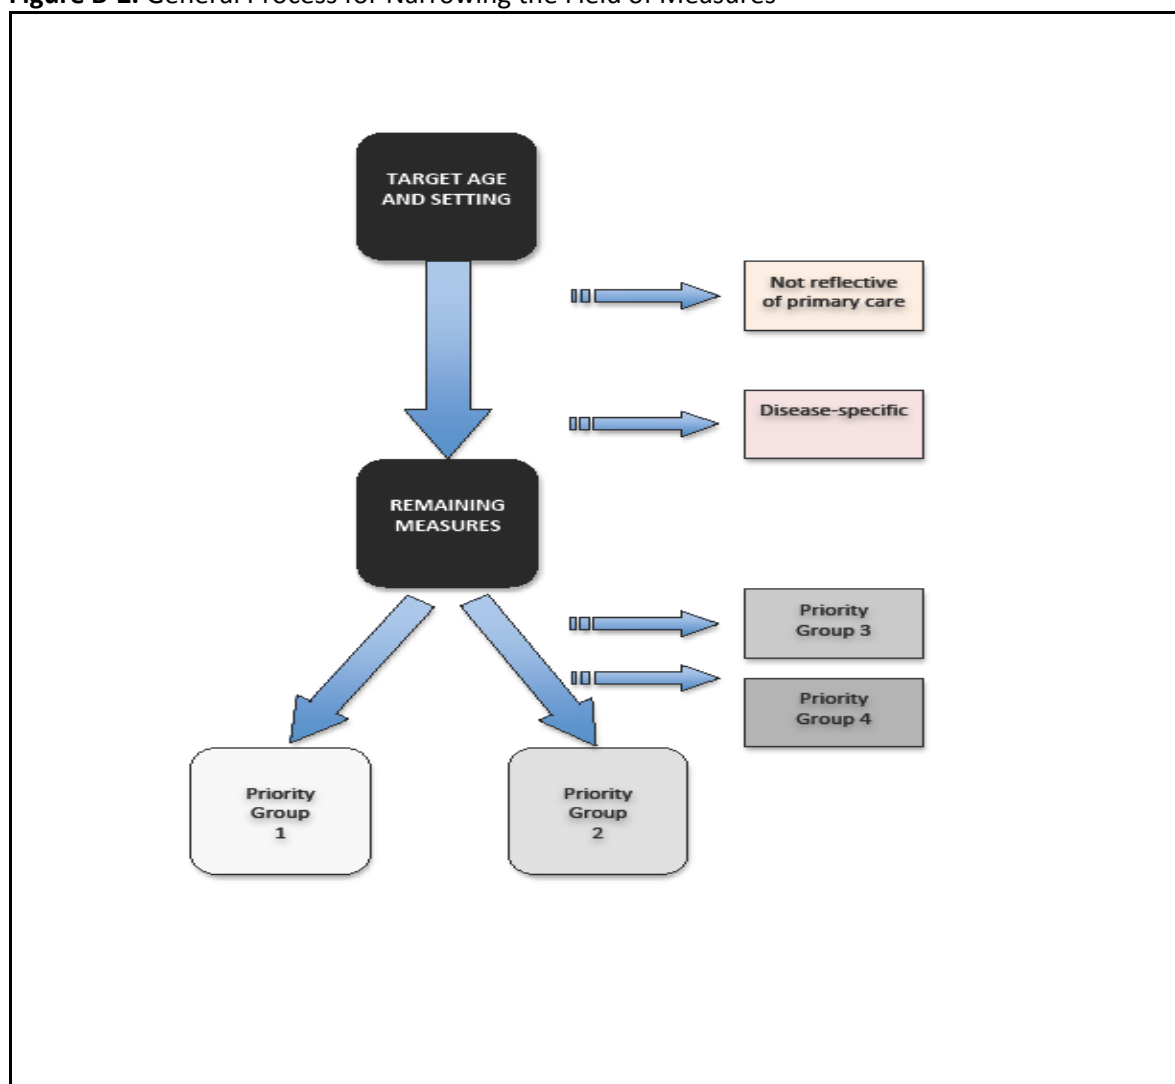 Figure D-2. General Process for Narrowing the Field of Measures
TARGET AGE
AND SETTING
Not reflective
of primary care
Disease-specific
REMAINING
MEASURES
Priority
Group 3
Priority
Group 4
Priority
Group
1
Priority
Group
2